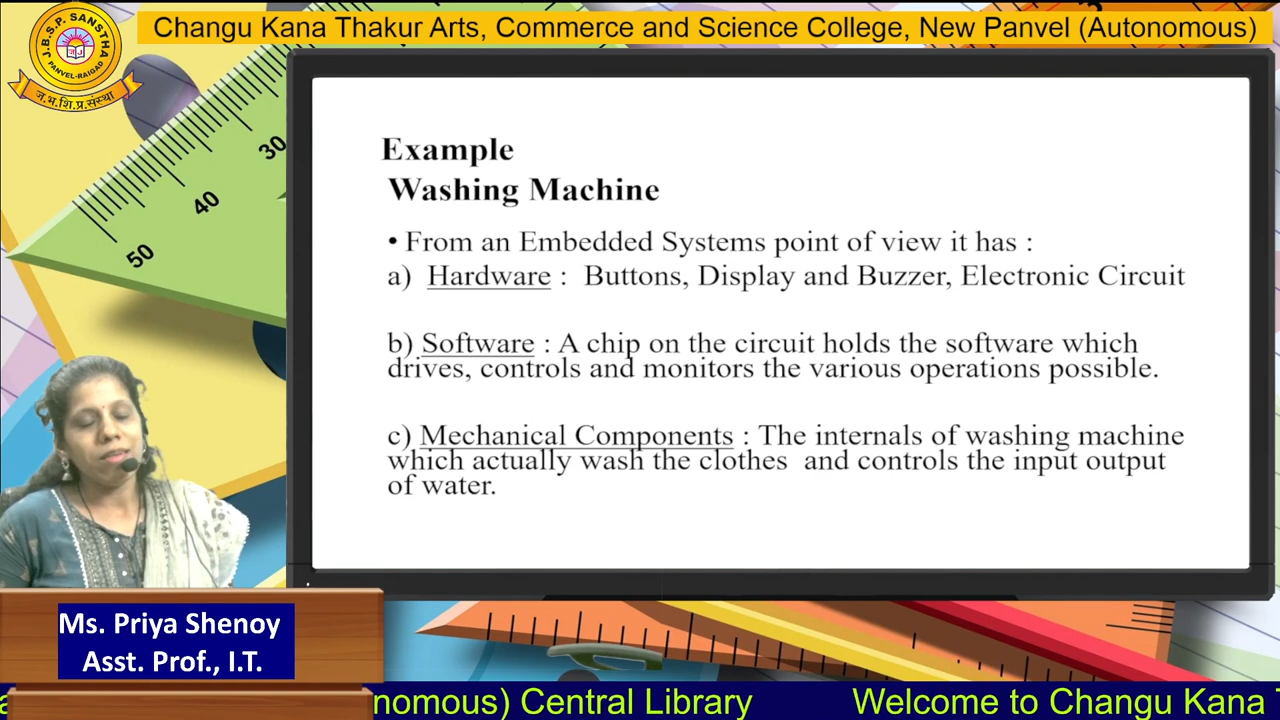 Changu Kana Thakur Arts, Commerce and Science College, New Panvel (Autonomous)
J.B.S.P. SANSTHA
PANVEL-RAIGAD
ज.भ.शि.प्र.संस्था
30
40
50
Example
Washing Machine
• From an Embedded Systems point of view it has :
a) Hardware : Buttons, Display and Buzzer, Electronic Circuit
b) Software : A chip on the circuit holds the software which
drives, controls and monitors the various operations possible.
c) Mechanical Components : The internals of washing machine
which actually wash the clothes and controls the input output
of water.
Ms. Priya Shenoy
Asst. Prof., I.T.
nomous) Central Library Welcome to Changu Kana